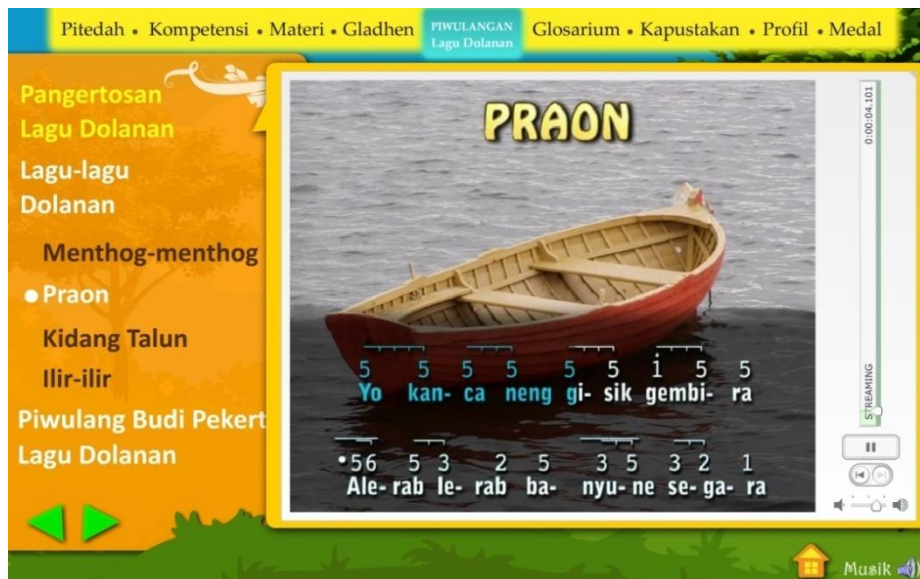 Pitedah • Kompetensi • Materi • Gladhen PIWULANGAN Lagu Dolanan Glosarium • Kapustakan • Profil • Medal
Pangertosan
Lagu Dolanan
Lagu-lagu
Dolanan
Menthog-menthog
Praon
Kidang Talun
Ilir-ilir
Piwulang Budi Pekert
Lagu Dolanan
PRAON
5 5 5 5 5 5 i 5 5
Yo kan- ca neng gi- sik gembi- ra
•56 5 3 2 5 3 5 3 2 1
Ale- rab le- rab ba- nyu- ne se- ga- ra
0:00:04.101
STREAMING
Musik